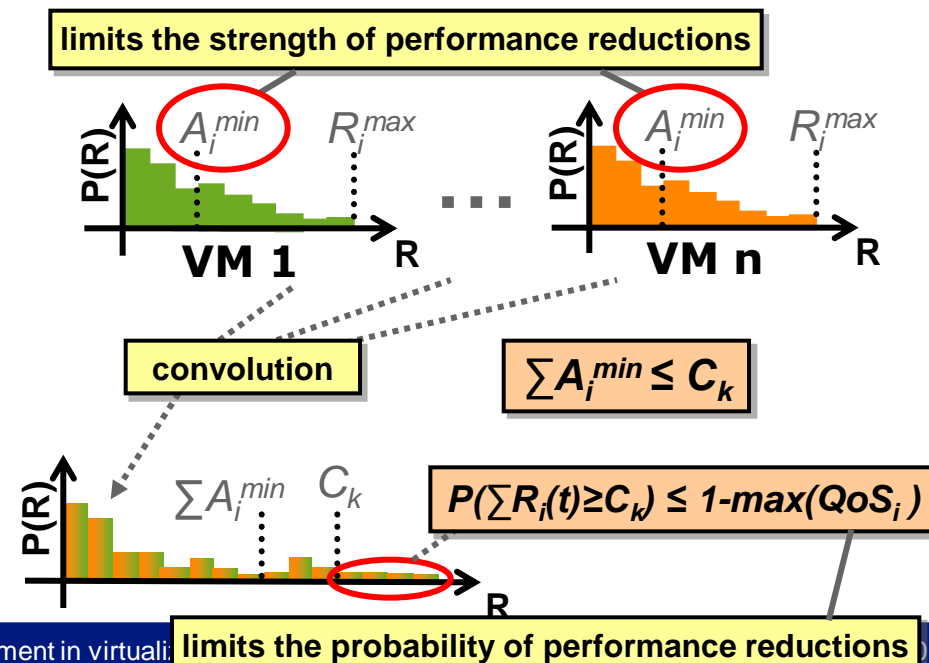 limits the strength of performance reductions
P(R)
A_i^min
R_i^max
R
VM 1
...
P(R)
A_i^min
R_i^max
R
VM n
convolution
∑A_i^min ≤ C_k
P(R)
∑A_i^min
C_k
R
P(∑R_i(t)≥C_k) ≤ 1-max(QoS_i )
limits the probability of performance reductions
ment in virtuali